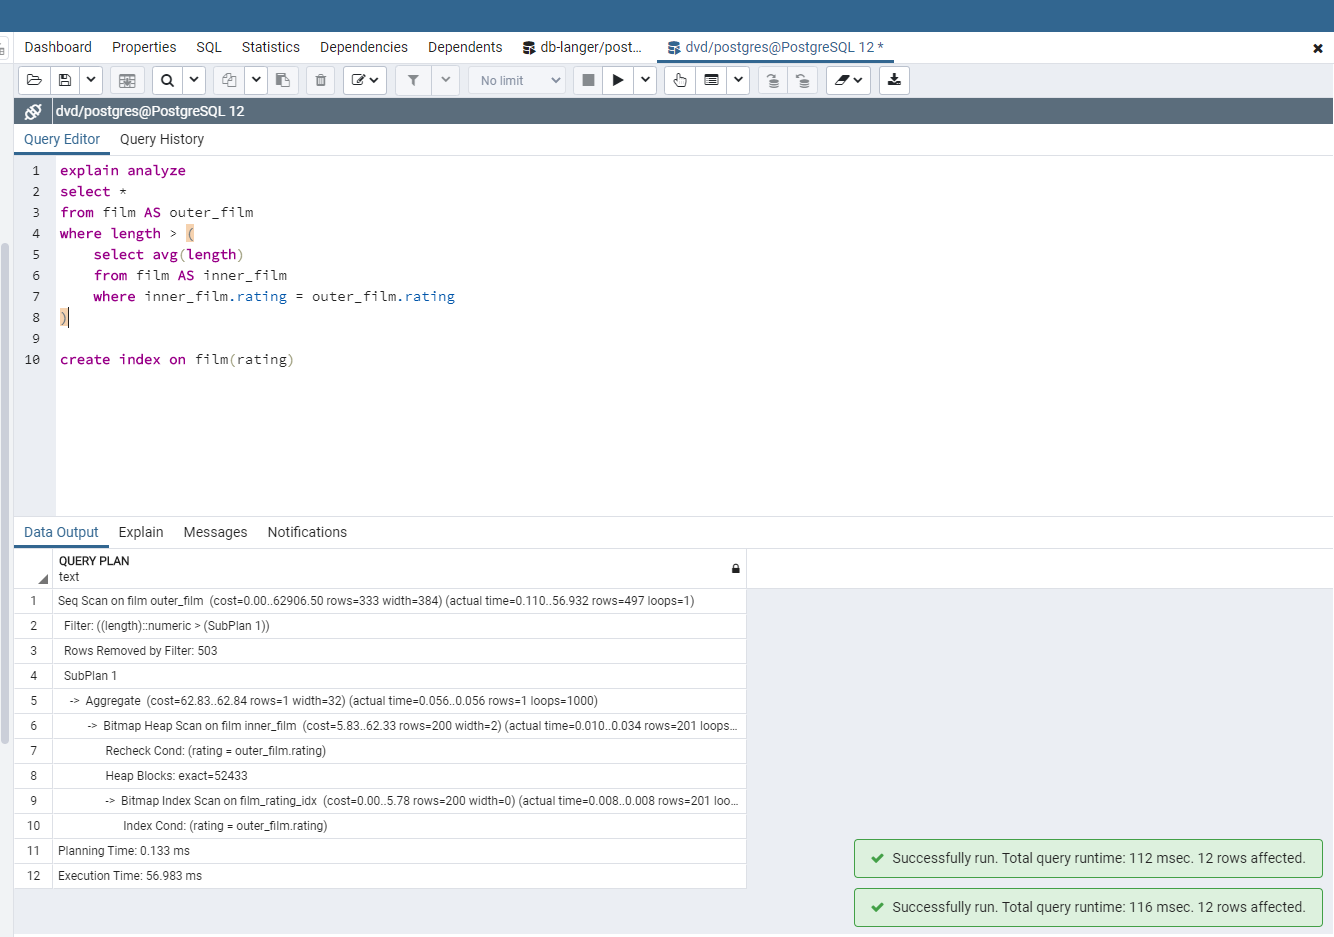 Dashboard Properties SQL Statistics Dependencies Dependents db-langer/post... dvd/postgres@PostgreSQL 12 *
No limit
dvd/postgres@PostgreSQL 12
Query Editor Query History
1 explain analyze
2 select *
3 from film AS outer_film
4 where length > (
5 select avg(length)
6 from film AS inner_film
7 where inner_film.rating = outer_film.rating
8 )
9
10 create index on film(rating)
Data Output Explain Messages Notifications
QUERY PLAN
text
1 Seq Scan on film outer_film (cost=0.00..62906.50 rows=333 width=384) (actual time=0.110..56.932 rows=497 loops=1)
2 Filter: ((length)::numeric > (SubPlan 1))
3 Rows Removed by Filter: 503
4 SubPlan 1
5 -> Aggregate (cost=62.83..62.84 rows=1 width=32) (actual time=0.056..0.056 rows=1 loops=1000)
6 -> Bitmap Heap Scan on film inner_film (cost=5.83..62.33 rows=200 width=2) (actual time=0.010..0.034 rows=201 loops...
7 Recheck Cond: (rating = outer_film.rating)
8 Heap Blocks: exact=52433
9 -> Bitmap Index Scan on film_rating_idx (cost=0.00..5.78 rows=200 width=0) (actual time=0.008..0.008 rows=201 loo...
10 Index Cond: (rating = outer_film.rating)
11 Planning Time: 0.133 ms
12 Execution Time: 56.983 ms
Successfully run. Total query runtime: 112 msec. 12 rows affected.
Successfully run. Total query runtime: 116 msec. 12 rows affected.